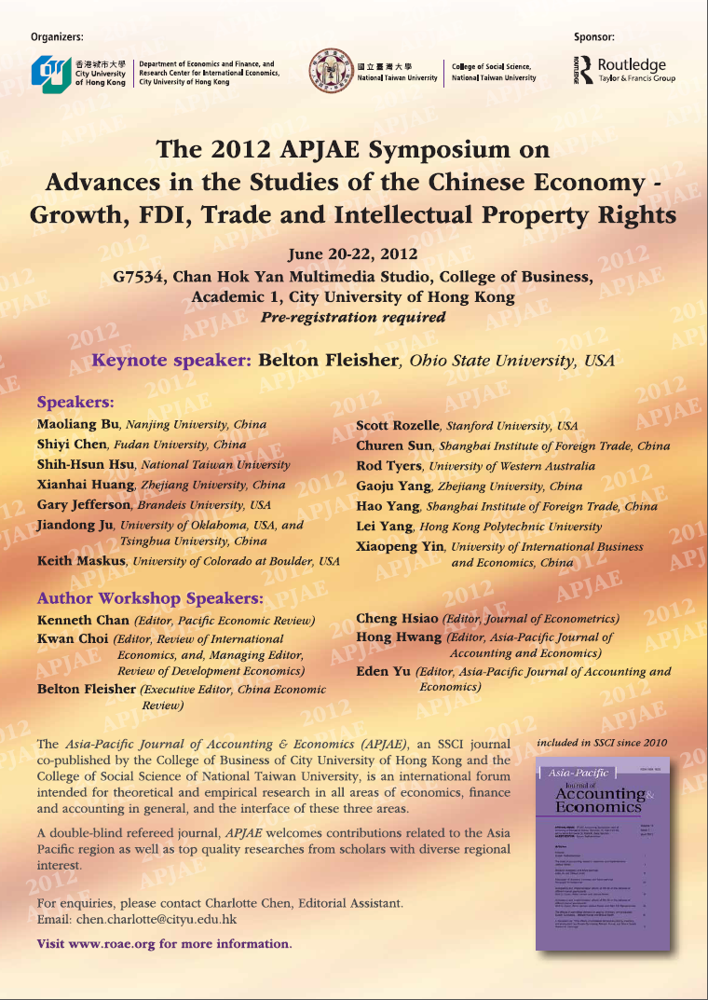 Organizers:
Sponsor:
香港城市大學
City University
of Hong Kong
Department of Economics and Finance, and
Research Center for International Economics,
City University of Hong Kong
國立臺灣大學
National Taiwan University
College of Social Science,
National Taiwan University
ROUTLEDGE
Routledge
Taylor & Francis Group
The 2012 APJAE Symposium on
Advances in the Studies of the Chinese Economy -
Growth, FDI, Trade and Intellectual Property Rights
June 20-22, 2012
G7534, Chan Hok Yan Multimedia Studio, College of Business,
Academic 1, City University of Hong Kong
Pre-registration required
Keynote speaker: Belton Fleisher, Ohio State University, USA
Speakers:
Maoliang Bu, Nanjing University, China
Shiyi Chen, Fudan University, China
Shih-Hsun Hsu, National Taiwan University
Xianhai Huang, Zhejiang University, China
Gary Jefferson, Brandeis University, USA
Jiandong Ju, University of Oklahoma, USA, and
Tsinghua University, China
Keith Maskus, University of Colorado at Boulder, USA
Scott Rozelle, Stanford University, USA
Churen Sun, Shanghai Institute of Foreign Trade, China
Rod Tyers, University of Western Australia
Gaoju Yang, Zhejiang University, China
Hao Yang, Shanghai Institute of Foreign Trade, China
Lei Yang, Hong Kong Polytechnic University
Xiaopeng Yin, University of International Business
and Economics, China
Author Workshop Speakers:
Kenneth Chan (Editor, Pacific Economic Review)
Kwan Choi (Editor, Review of International
Economics, and, Managing Editor,
Review of Development Economics)
Belton Fleisher (Executive Editor, China Economic
Review)
Cheng Hsiao (Editor, Journal of Econometrics)
Hong Hwang (Editor, Asia-Pacific Journal of
Accounting and Economics)
Eden Yu (Editor, Asia-Pacific Journal of Accounting and
Economics)
The Asia-Pacific Journal of Accounting & Economics (APJAE), an SSCI journal
co-published by the College of Business of City University of Hong Kong and the
College of Social Science of National Taiwan University, is an international forum
intended for theoretical and empirical research in all areas of economics, finance
and accounting in general, and the interface of these three areas.
A double-blind refereed journal, APJAE welcomes contributions related to the Asia
Pacific region as well as top quality researches from scholars with diverse regional
interest.
For enquiries, please contact Charlotte Chen, Editorial Assistant.
Email: chen.charlotte@cityu.edu.hk
Visit www.roae.org for more information.
included in SSCI since 2010
Asia-Pacific
Journal of
Accounting &
Economics